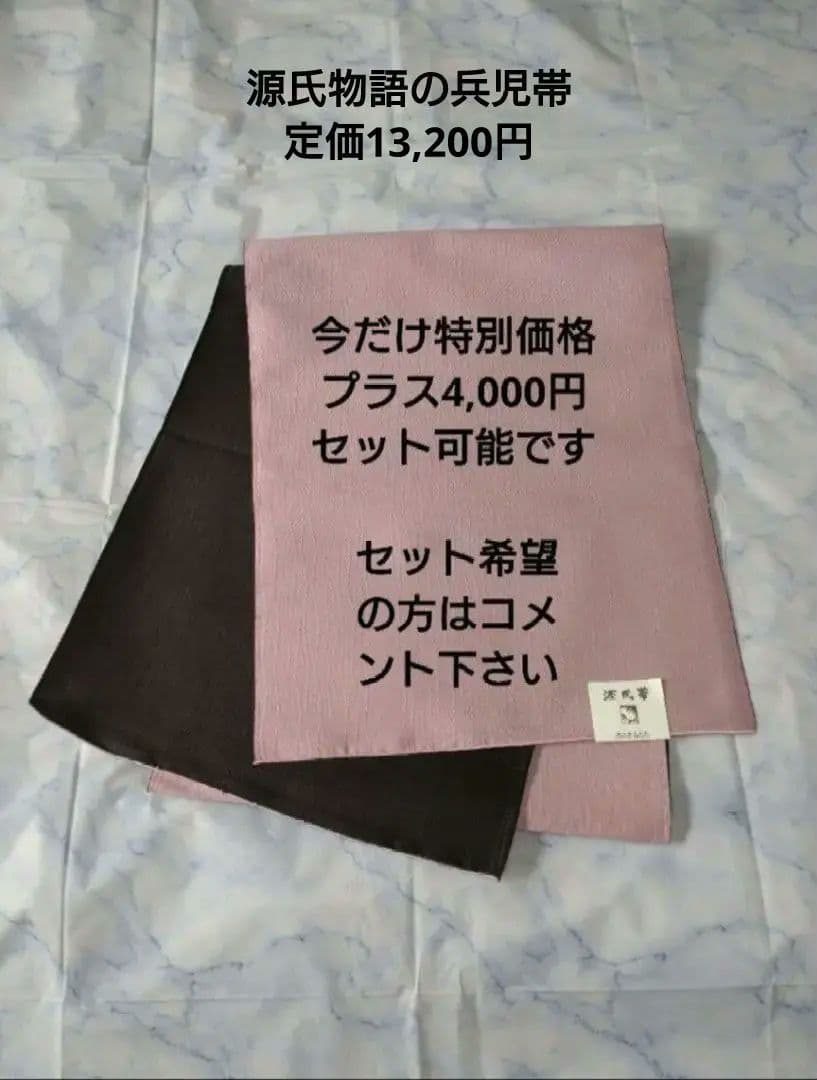 源氏物語の兵児帯
定価13,200円
今だけ特別価格
プラス4,000円
セット可能です
セット希望
の方はコメ
ント下さい
源氏帯